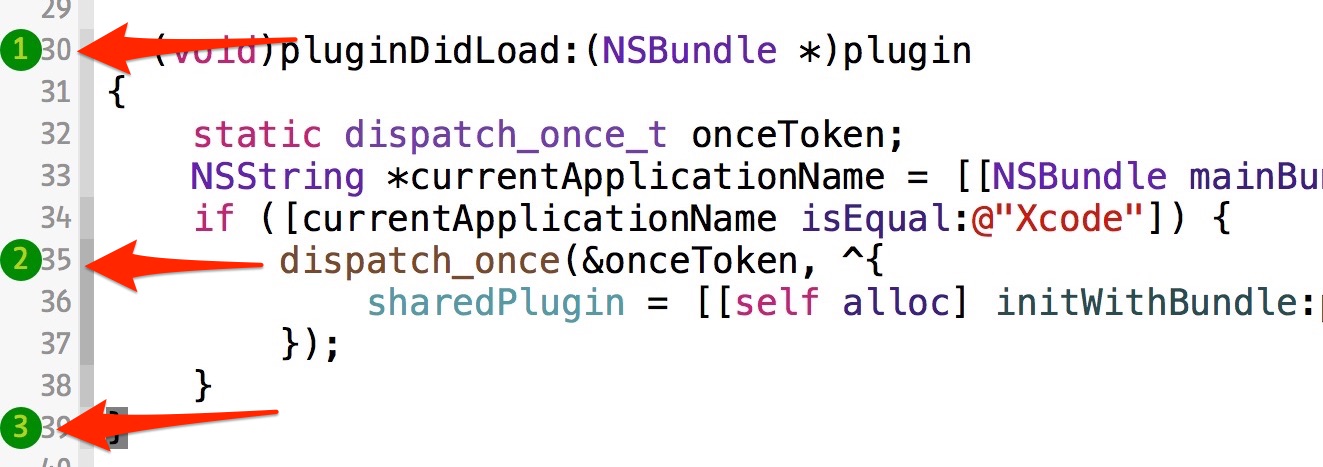 29
1 30 (void)pluginDidLoad:(NSBundle *)plugin
31 {
32 static dispatch_once_t onceToken;
33 NSString *currentApplicationName = [[NSBundle mainBu
34 if ([currentApplicationName isEqual:@"Xcode"]) {
2 35 dispatch_once(&onceToken, ^{
36 sharedPlugin = [[self alloc] initWithBundle:p
37 });
38 }
3 39 }
40